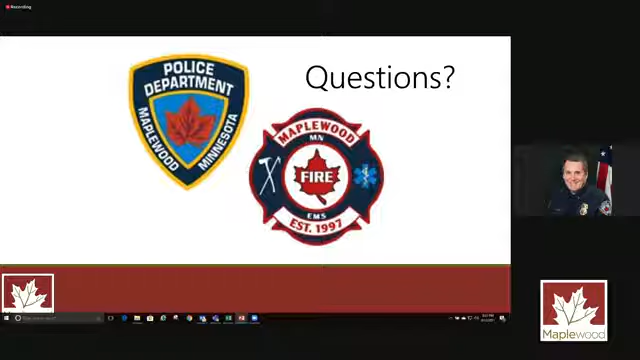 Recording
Questions?
POLICE
DEPARTMENT
MAPLEWOOD
MINNESOTA
MAPLEWOOD
MN
FIRE
EMS
EST. 1997
Maplewood